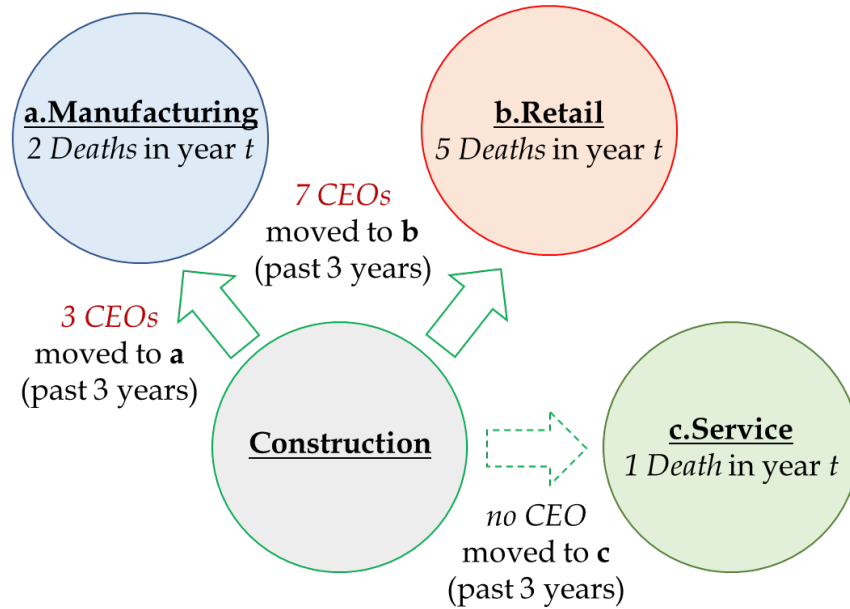 a.Manufacturing
2 Deaths in year t
b.Retail
5 Deaths in year t
7 CEOs
moved to b
(past 3 years)
3 CEOs
moved to a
(past 3 years)
Construction
c.Service
1 Death in year t
no CEO
moved to c
(past 3 years)